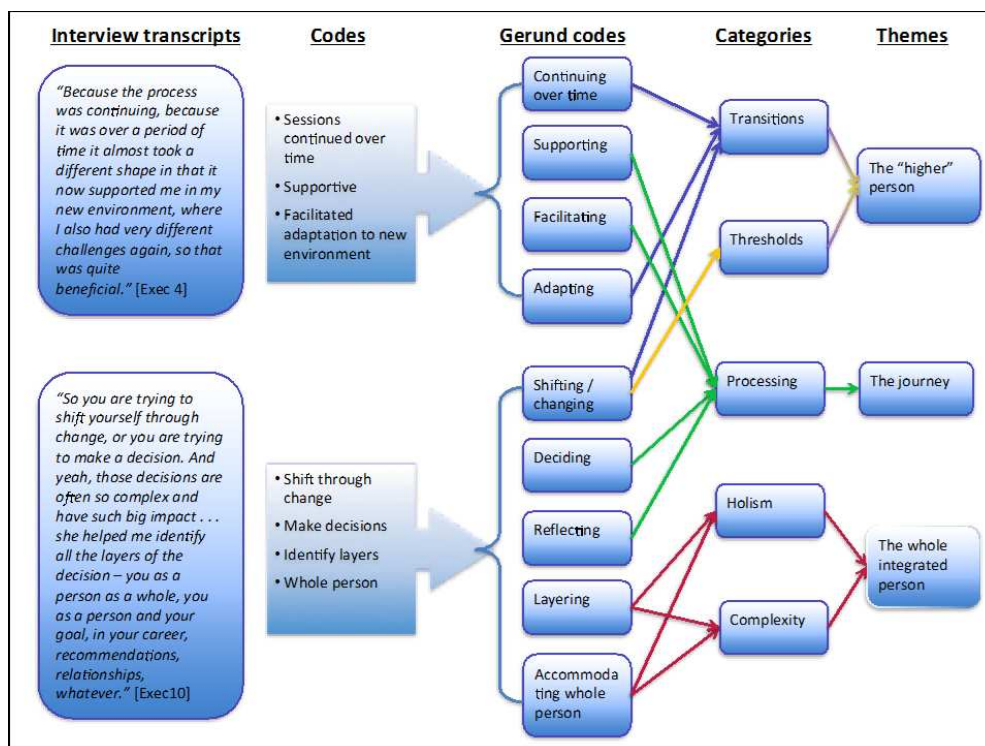 Interview transcripts
Codes
Gerund codes
Categories
Themes
“Because the process
was continuing, because
it was over a period of
time it almost took a
different shape in that it
now supported me in my
new environment, where
I also had very different
challenges again, so that
was quite
beneficial.” [Exec 4]
• Sessions
continued over
time
• Supportive
• Facilitated
adaptation to new
environment
Continuing
over time
Supporting
Facilitating
Adapting
Transitions
Thresholds
The “higher”
person
“So you are trying to
shift yourself through
change, or you are trying
to make a decision. And
yeah, those decisions are
often so complex and
have such big impact . . .
she helped me identify
all the layers of the
decision – you as a
person as a whole, you
as a person and your
goal, in your career,
recommendations,
relationships,
whatever.” [Exec10]
• Shift through
change
• Make decisions
• Identify layers
• Whole person
Shifting /
changing
Deciding
Reflecting
Layering
Accommoda
ting whole
person
Processing
Holism
Complexity
The journey
The whole
integrated
person